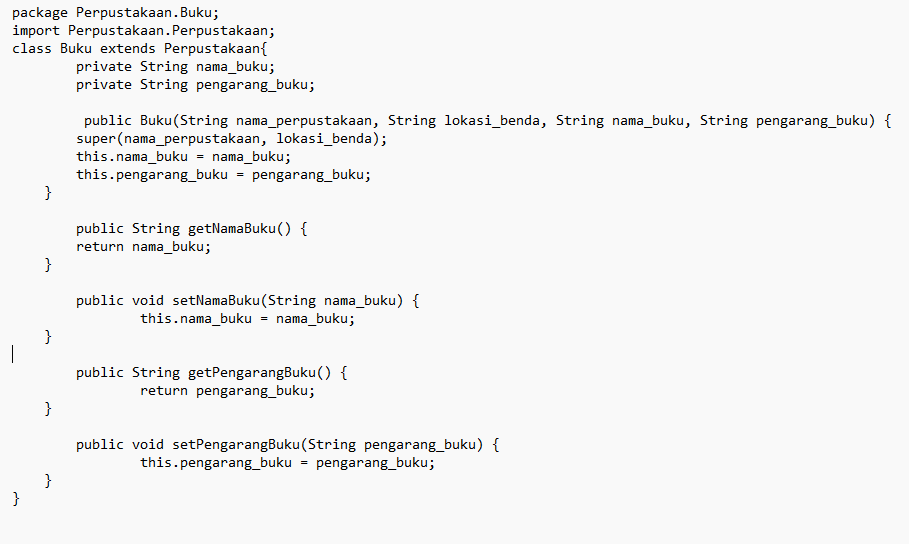 package Perpustakaan.Buku;
import Perpustakaan.Perpustakaan;
class Buku extends Perpustakaan{
        private String nama_buku;
        private String pengarang_buku;

         public Buku(String nama_perpustakaan, String lokasi_benda, String nama_buku, String pengarang_buku) {
        super(nama_perpustakaan, lokasi_benda);
        this.nama_buku = nama_buku;
        this.pengarang_buku = pengarang_buku;
    }

        public String getNamaBuku() {
        return nama_buku;
    }

        public void setNamaBuku(String nama_buku) {
                this.nama_buku = nama_buku;
    }

        public String getPengarangBuku() {
                return pengarang_buku;
    }

        public void setPengarangBuku(String pengarang_buku) {
                this.pengarang_buku = pengarang_buku;
    }
}